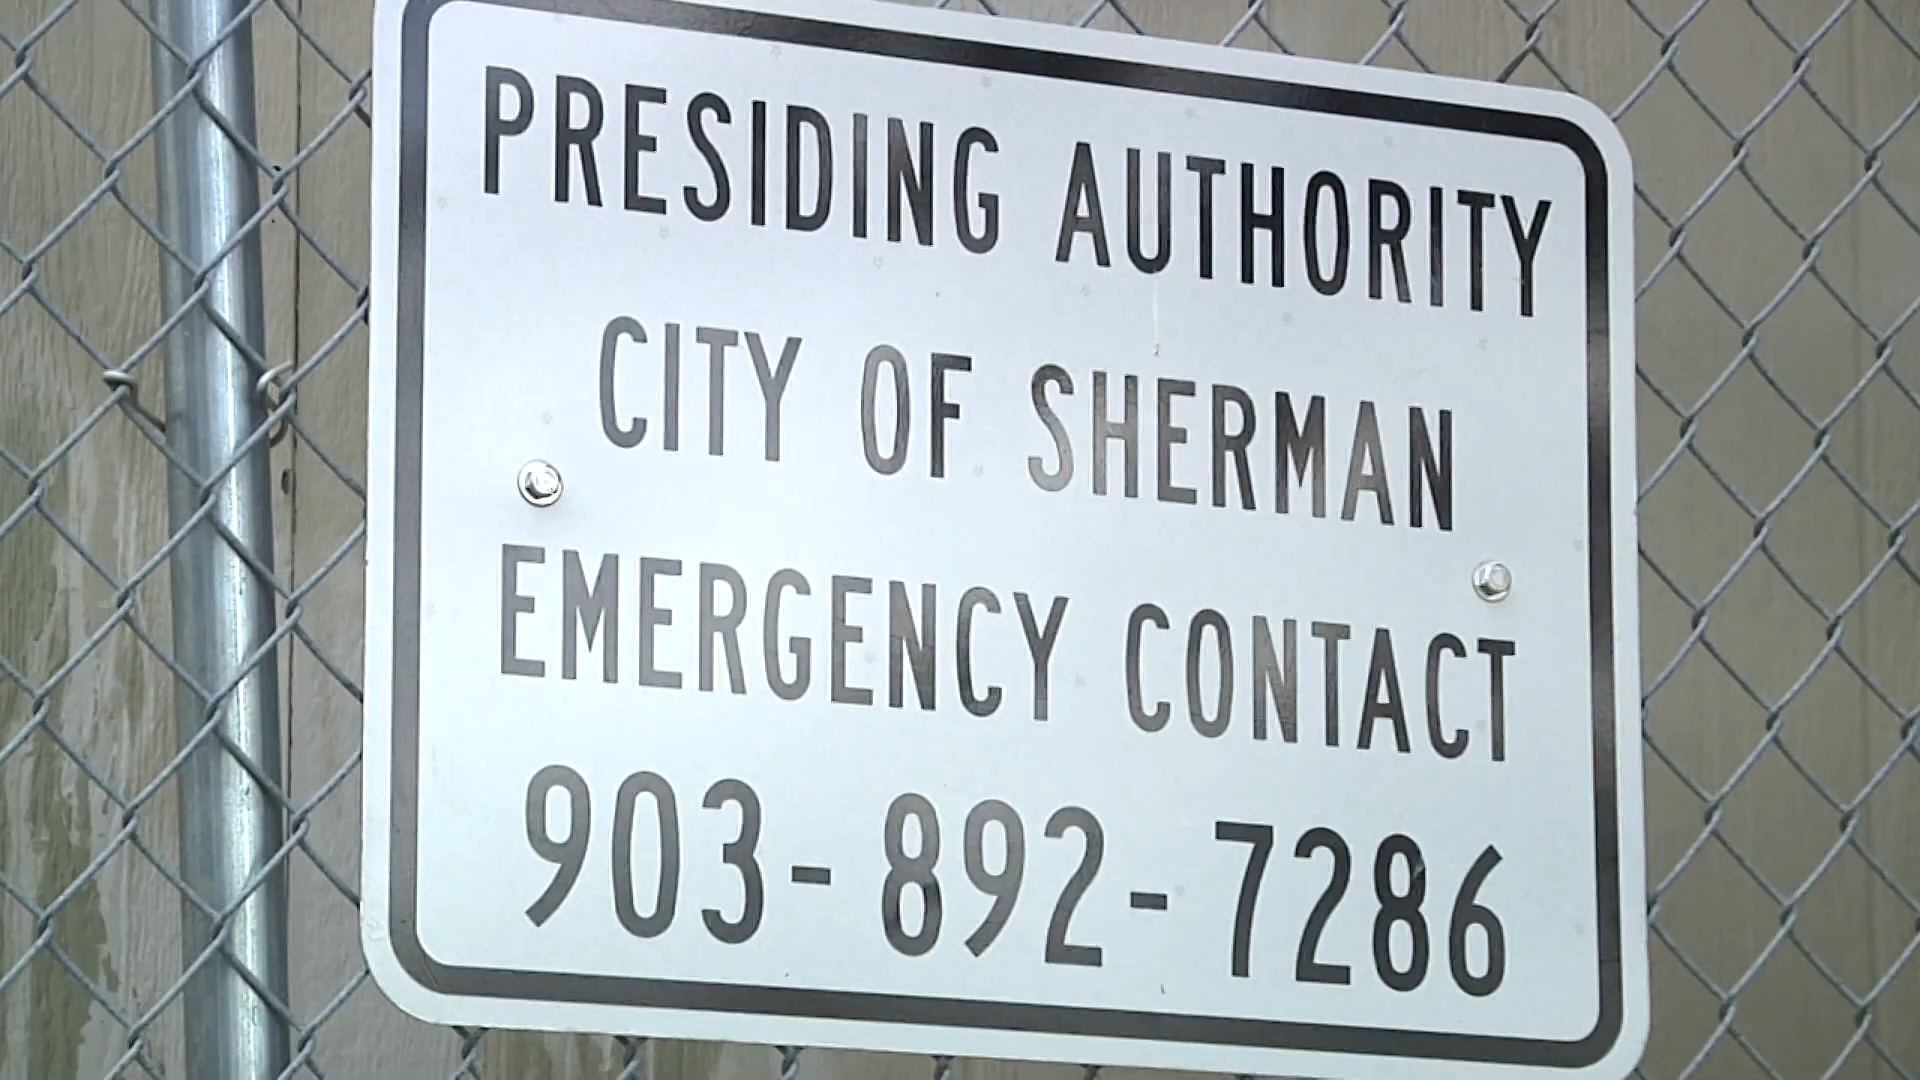 PRESIDING AUTHORITY
CITY OF SHERMAN
EMERGENCY CONTACT
903-892-7286